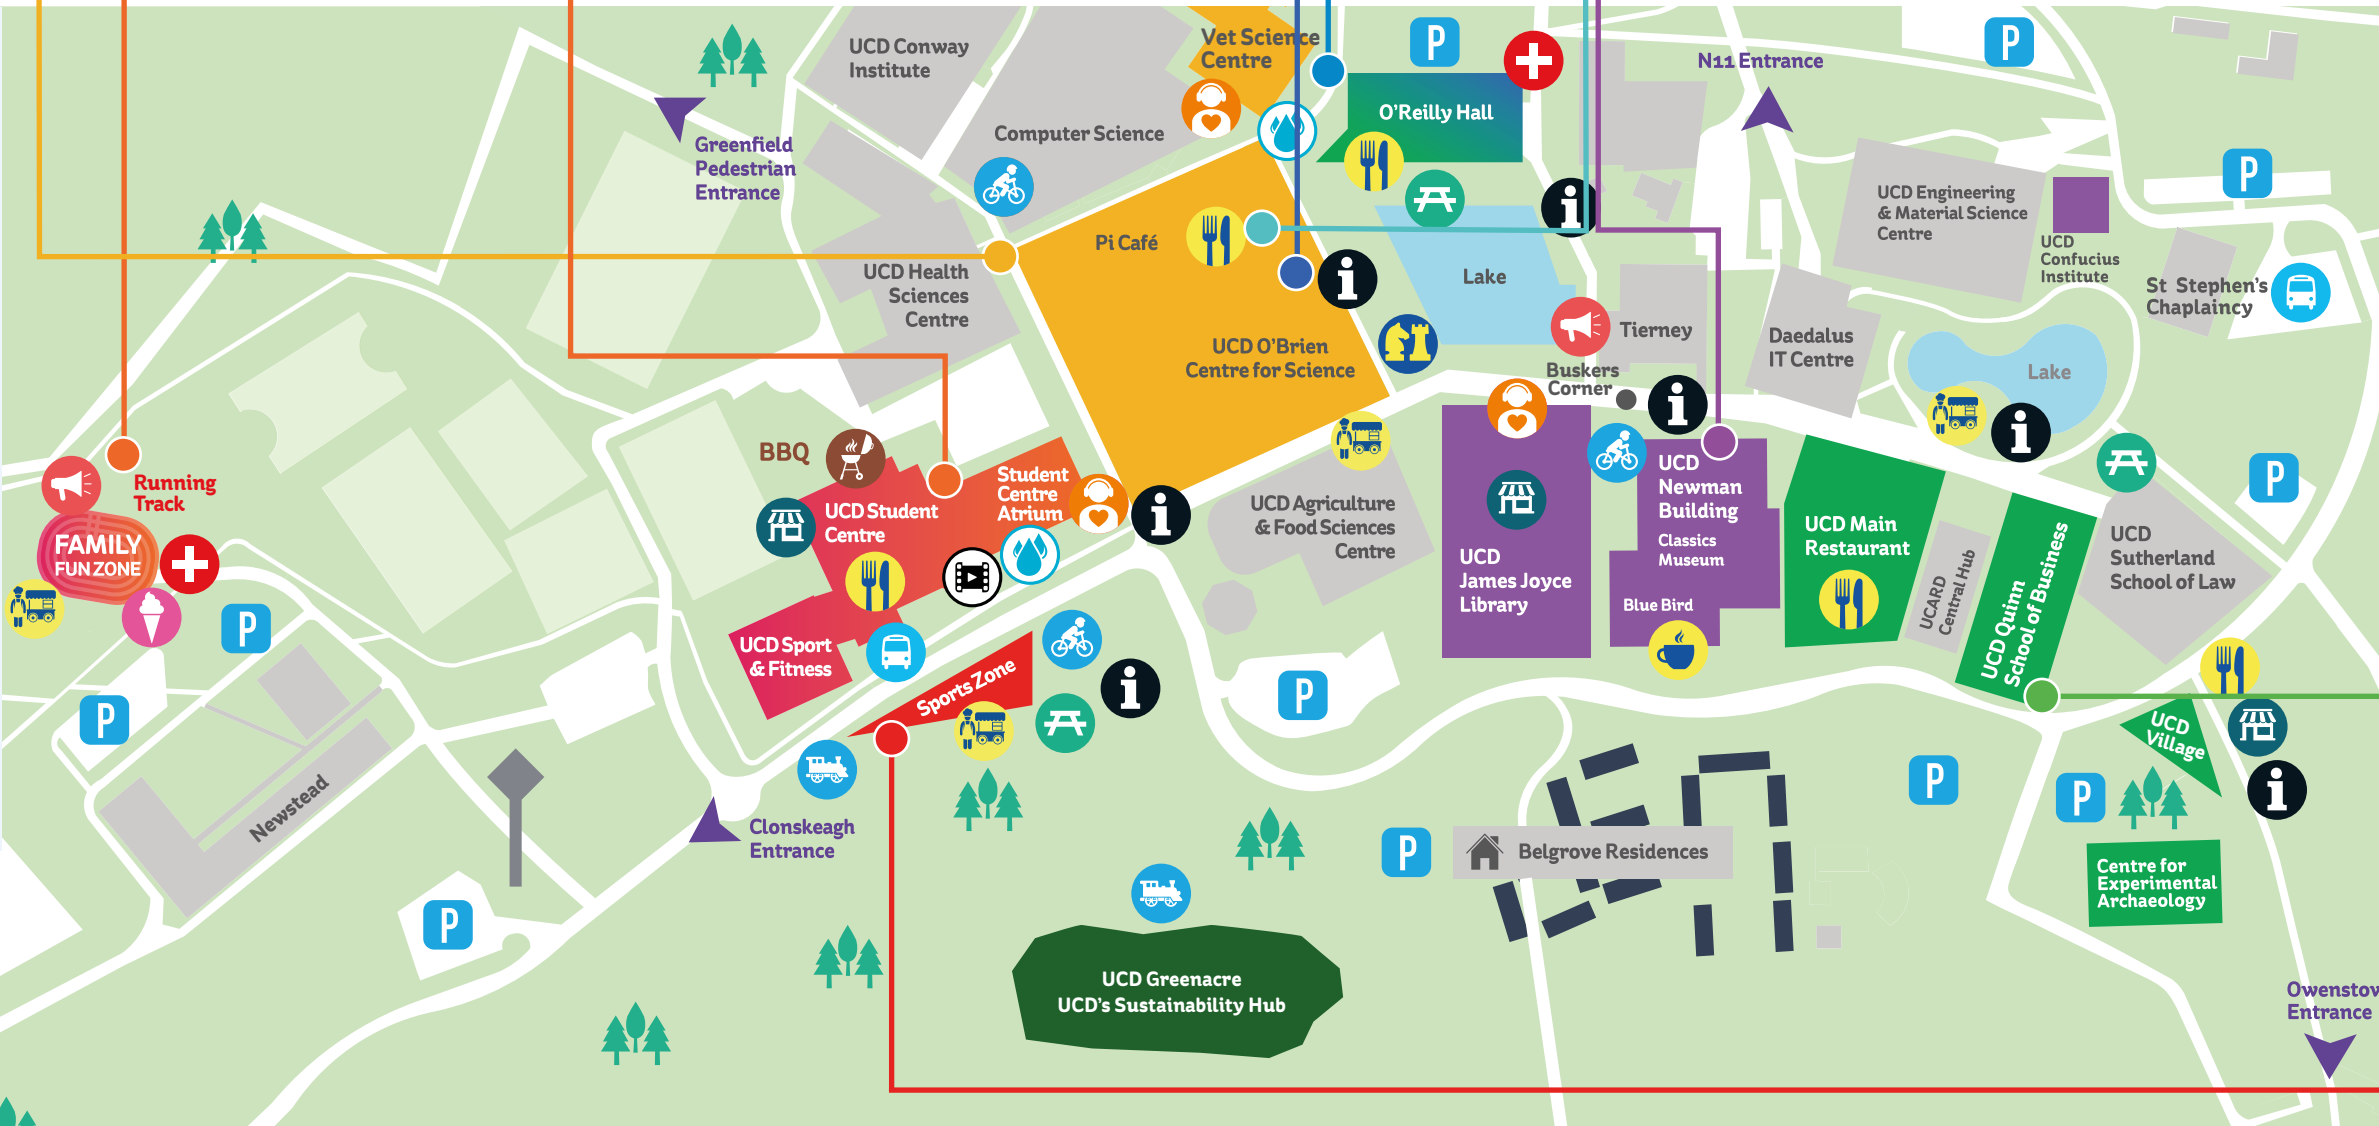 UCD Conway
Institute
Vet Science
Centre
P
P
N11 Entrance
O'Reilly Hall
Computer Science
Greenfield
Pedestrian
Entrance
P
UCD Engineering
& Material Science
Centre
UCD
Confucius
Institute
i
Pi Café
UCD Health
Sciences
Centre
i
Lake
St Stephen's
Chaplaincy
Tierney
Daedalus
IT Centre
UCD O'Brien
Centre for Science
Buskers
Corner
Lake
i
i
BBQ
Running
Track
Student
Centre
Atrium
UCD Student
Centre
i
UCD Agriculture
& Food Sciences
Centre
UCD
Newman
Building
Classics
Museum
Blue Bird
UCD
James Joyce
Library
UCD Main
Restaurant
UCARD
Central Hub
UCD Quinn
School of Business
UCD
Sutherland
School of Law
P
FAMILY
FUN ZONE
P
UCD Sport
& Fitness
Sports Zone
i
P
P
UCD
Village
P
P
i
Newstead
Clonskeagh
Entrance
P
Belgrove Residences
Centre for
Experimental
Archaeology
P
UCD Greenacre
UCD's Sustainability Hub
Owenstow
Entrance